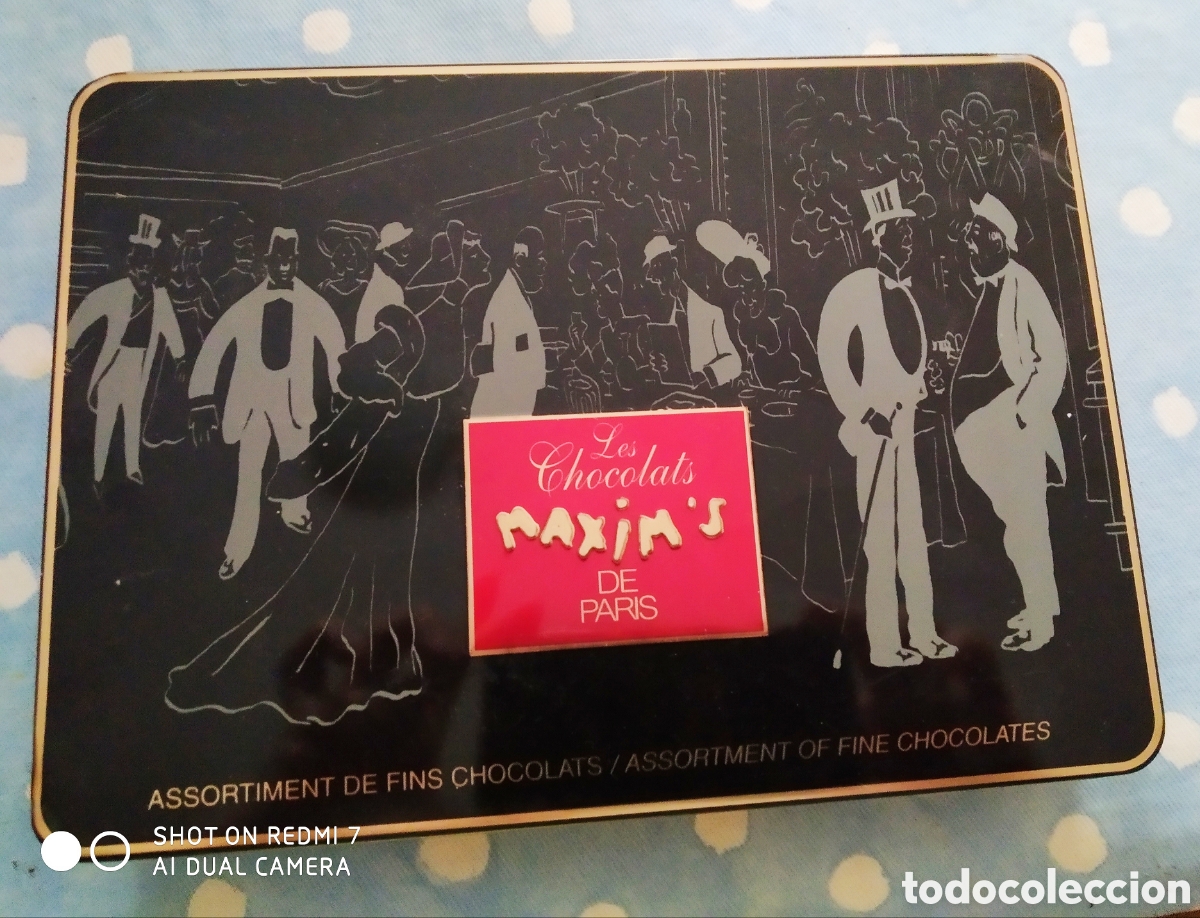 Les
Chocolats
MAXiM'S
DE
PARIS
ASSORTIMENT DE FINS CHOCOLATS / ASSORTMENT OF FINE CHOCOLATES
SHOT ON REDMI 7
AI DUAL CAMERA
todocoleccion